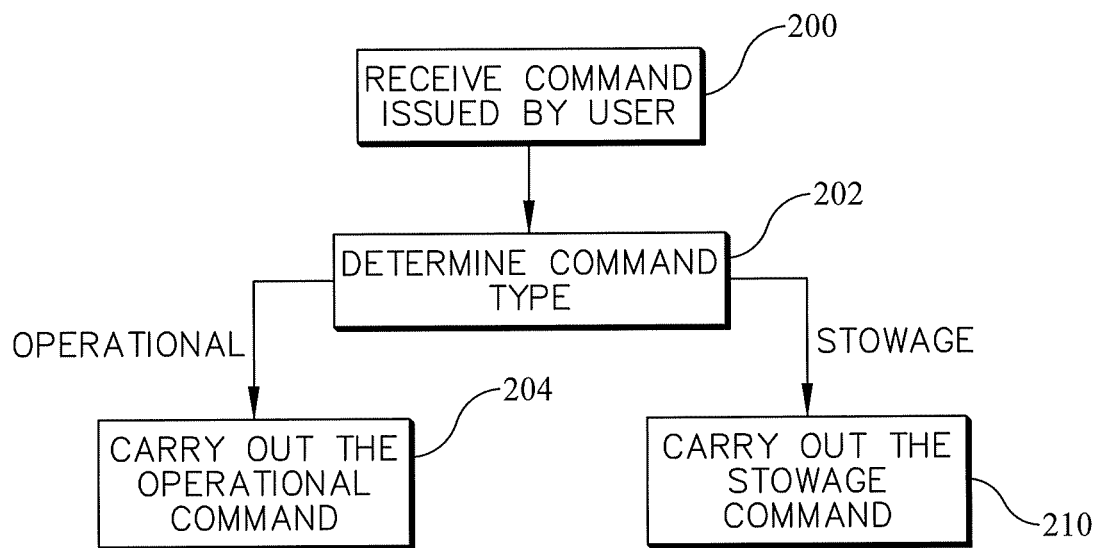 200
RECEIVE COMMAND
ISSUED BY USER
202
DETERMINE COMMAND
TYPE
OPERATIONAL
STOWAGE
204
CARRY OUT THE
OPERATIONAL
COMMAND
CARRY OUT THE
STOWAGE
COMMAND
210